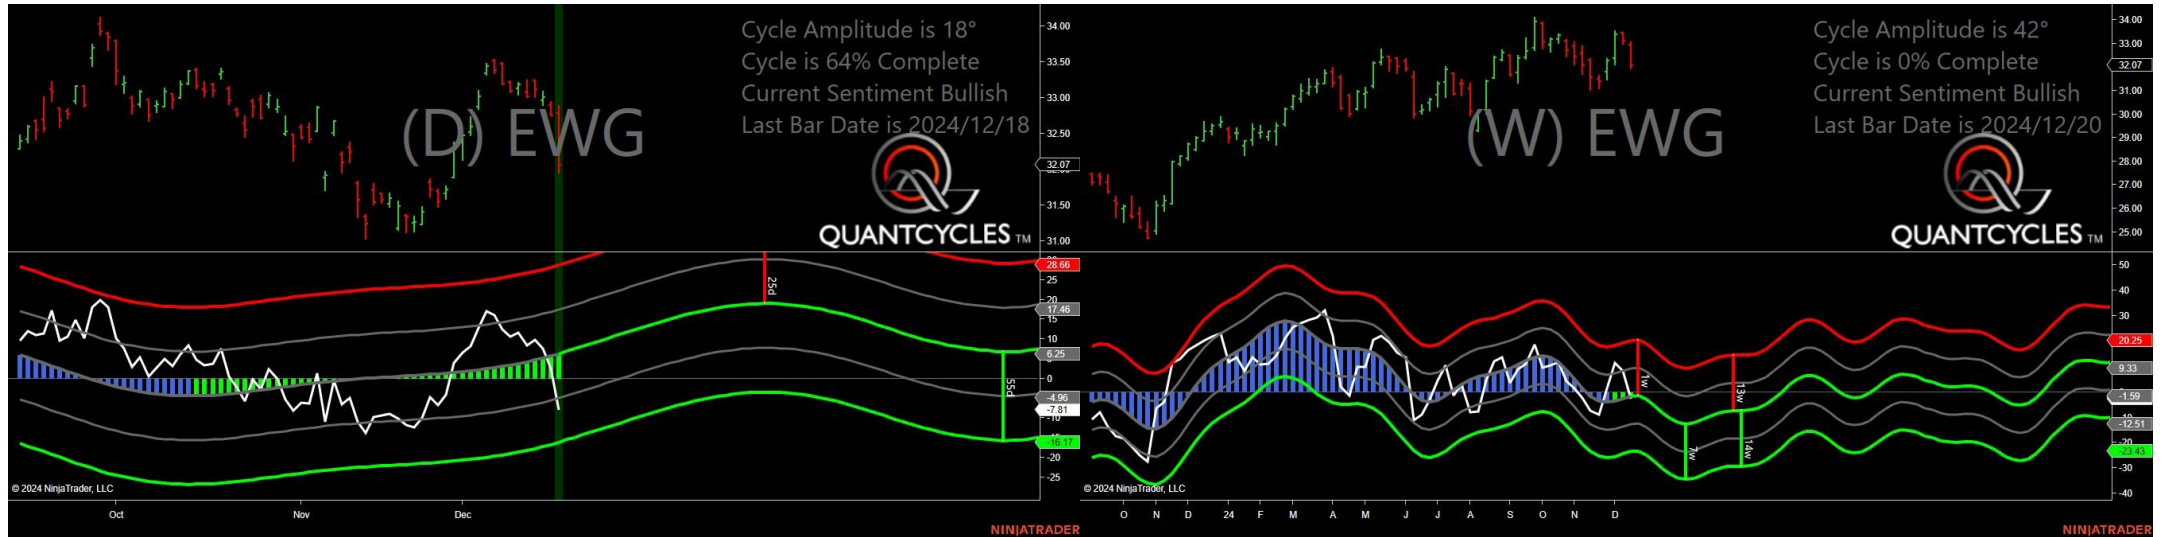 Cycle Amplitude is 18°
Cycle is 64% Complete
Current Sentiment Bullish
Last Bar Date is 2024/12/18
(D) EWG
QUANTCYCLES TM
34.00
33.50
33.00
32.50
32.07
31.50
31.00
28.66
25
20
17.46
15
10
6.25
0
-4.96
-7.81
-16.17
-20
-25
25d
55d
© 2024 NinjaTrader, LLC
Oct
Nov
Dec
NINJATRADER
Cycle Amplitude is 42°
Cycle is 0% Complete
Current Sentiment Bullish
Last Bar Date is 2024/12/20
(W) EWG
QUANTCYCLES TM
34.00
33.00
32.07
31.00
30.00
29.00
28.00
27.00
26.00
25.00
50
40
30
20.25
9.33
-1.59
-12.51
-23.43
-30
-40
1w
13w
7w
14w
© 2024 NinjaTrader, LLC
O N D 24 F M A M J J A S O N D
NINJATRADER